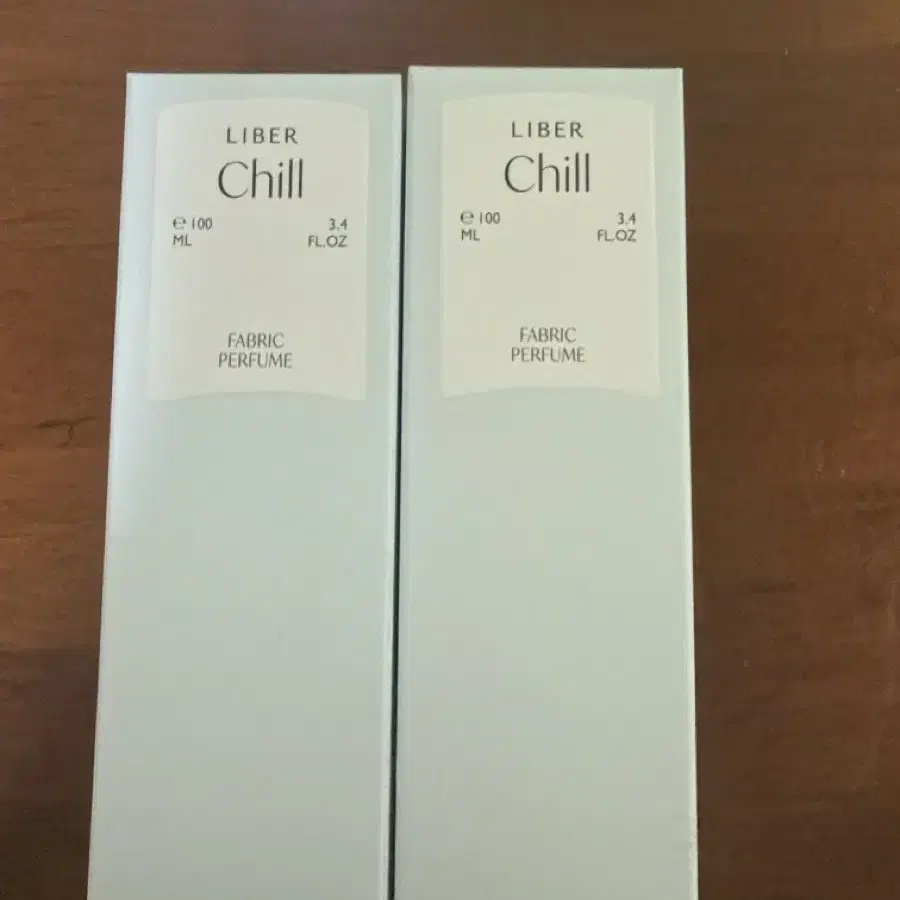 LIBER
Chill
℮ 100 3.4
ML FL.OZ
FABRIC
PERFUME
LIBER
Chill
℮ 100 3.4
ML FL.OZ
FABRIC
PERFUME